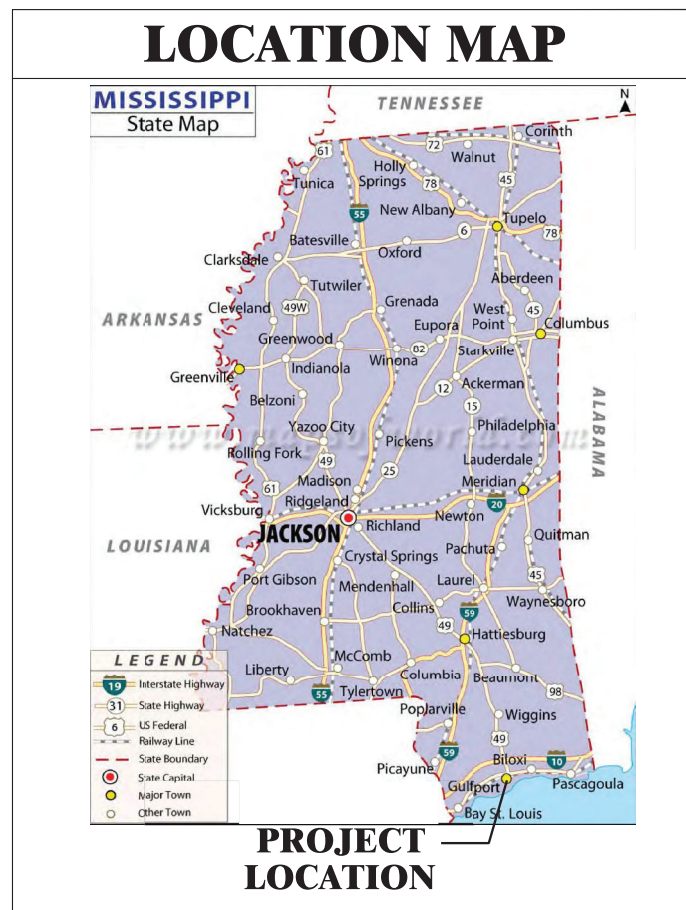 LOCATION MAP
MISSISSIPPI
State Map
TENNESSEE
N
Corinth
72
61
Walnut
Holly
Springs
78
45
Tunica
New Albany
55
Tupelo
6
78
Batesville
Oxford
Clarksdale
Tutwiler
Aberdeen
49W
Cleveland
Grenada
West
Point
45
ARKANSAS
Eupora
Columbus
Greenwood
82
Starkville
Winona
Indianola
Greenville
12
Ackerman
ALABAMA
Belzoni
15
Yazoo City
Philadelphia
www.mapsofworld.com
Pickens
Rolling Fork
49
25
Lauderdale
61
Madison
Meridian
Ridgeland
20
Vicksburg
Newton
JACKSON
Richland
Quitman
LOUISIANA
Crystal Springs
Pachuta
Port Gibson
Mendenhall
Laurel
45
Waynesboro
Brookhaven
Collins
59
49
Natchez
Hattiesburg
LEGEND
McComb
Liberty
Columbia
Beaumont
19 Interstate Highway
55
Tylertown
98
31 State Highway
Poplarville
Wiggins
6 US Federal
49
Railway Line
59
State Boundary
Biloxi
10
Picayune
State Capital
Gulfport
Pascagoula
Major Town
Other Town
Bay St. Louis
PROJECT
LOCATION